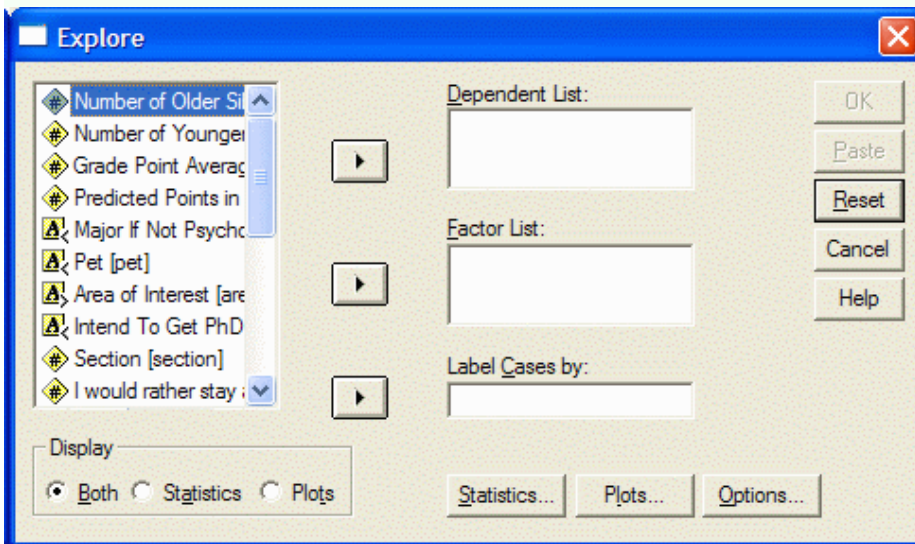 Explore
Number of Older Sil
Number of Younger
Grade Point Averag
Predicted Points in
Major If Not Psycho
Pet [pet]
Area of Interest [are
Intend To Get PhD
Section [section]
I would rather stay a
Display
Both Statistics Plots
Dependent List:
Factor List:
Label Cases by:
Statistics... Plots... Options...
OK
Paste
Reset
Cancel
Help